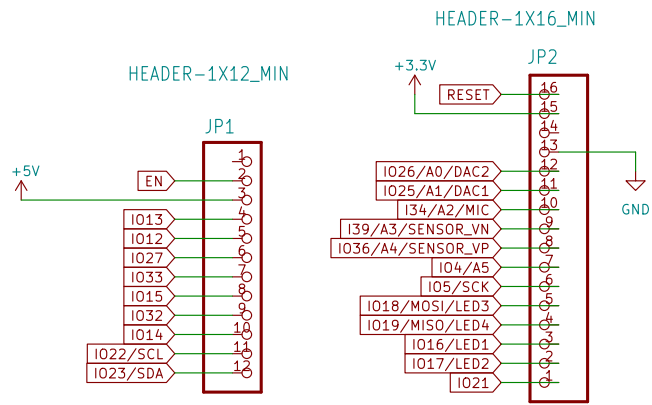 HEADER-1X16_MIN
JP2
+3.3V
RESET
16
15
14
13
IO26/A0/DAC2
12
IO25/A1/DAC1
11
I34/A2/MIC
10
I39/A3/SENSOR_VN
9
IO36/A4/SENSOR_VP
8
IO4/A5
7
IO5/SCK
6
IO18/MOSI/LED3
5
IO19/MISO/LED4
4
IO16/LED1
3
IO17/LED2
2
IO21
1
GND
HEADER-1X12_MIN
JP1
+5V
1
EN
2
3
IO13
4
IO12
5
IO27
6
IO33
7
IO15
8
IO32
9
IO14
10
IO22/SCL
11
IO23/SDA
12